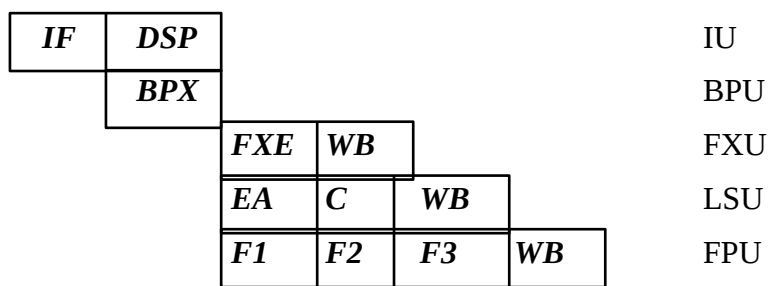 IF DSP IU
BPX BPU
FXE WB FXU
EA C WB LSU
F1 F2 F3 WB FPU